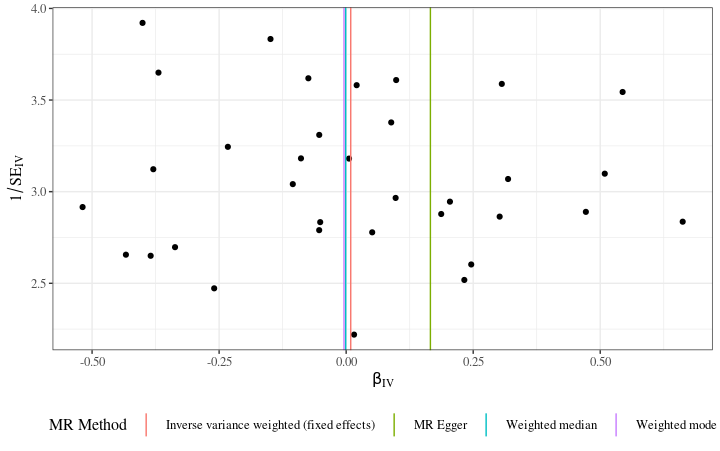 4.0
3.5
3.0
2.5
1/SE_IV
-0.50 -0.25 0.00 0.25 0.50
β_IV
MR Method Inverse variance weighted (fixed effects) MR Egger Weighted median Weighted mode